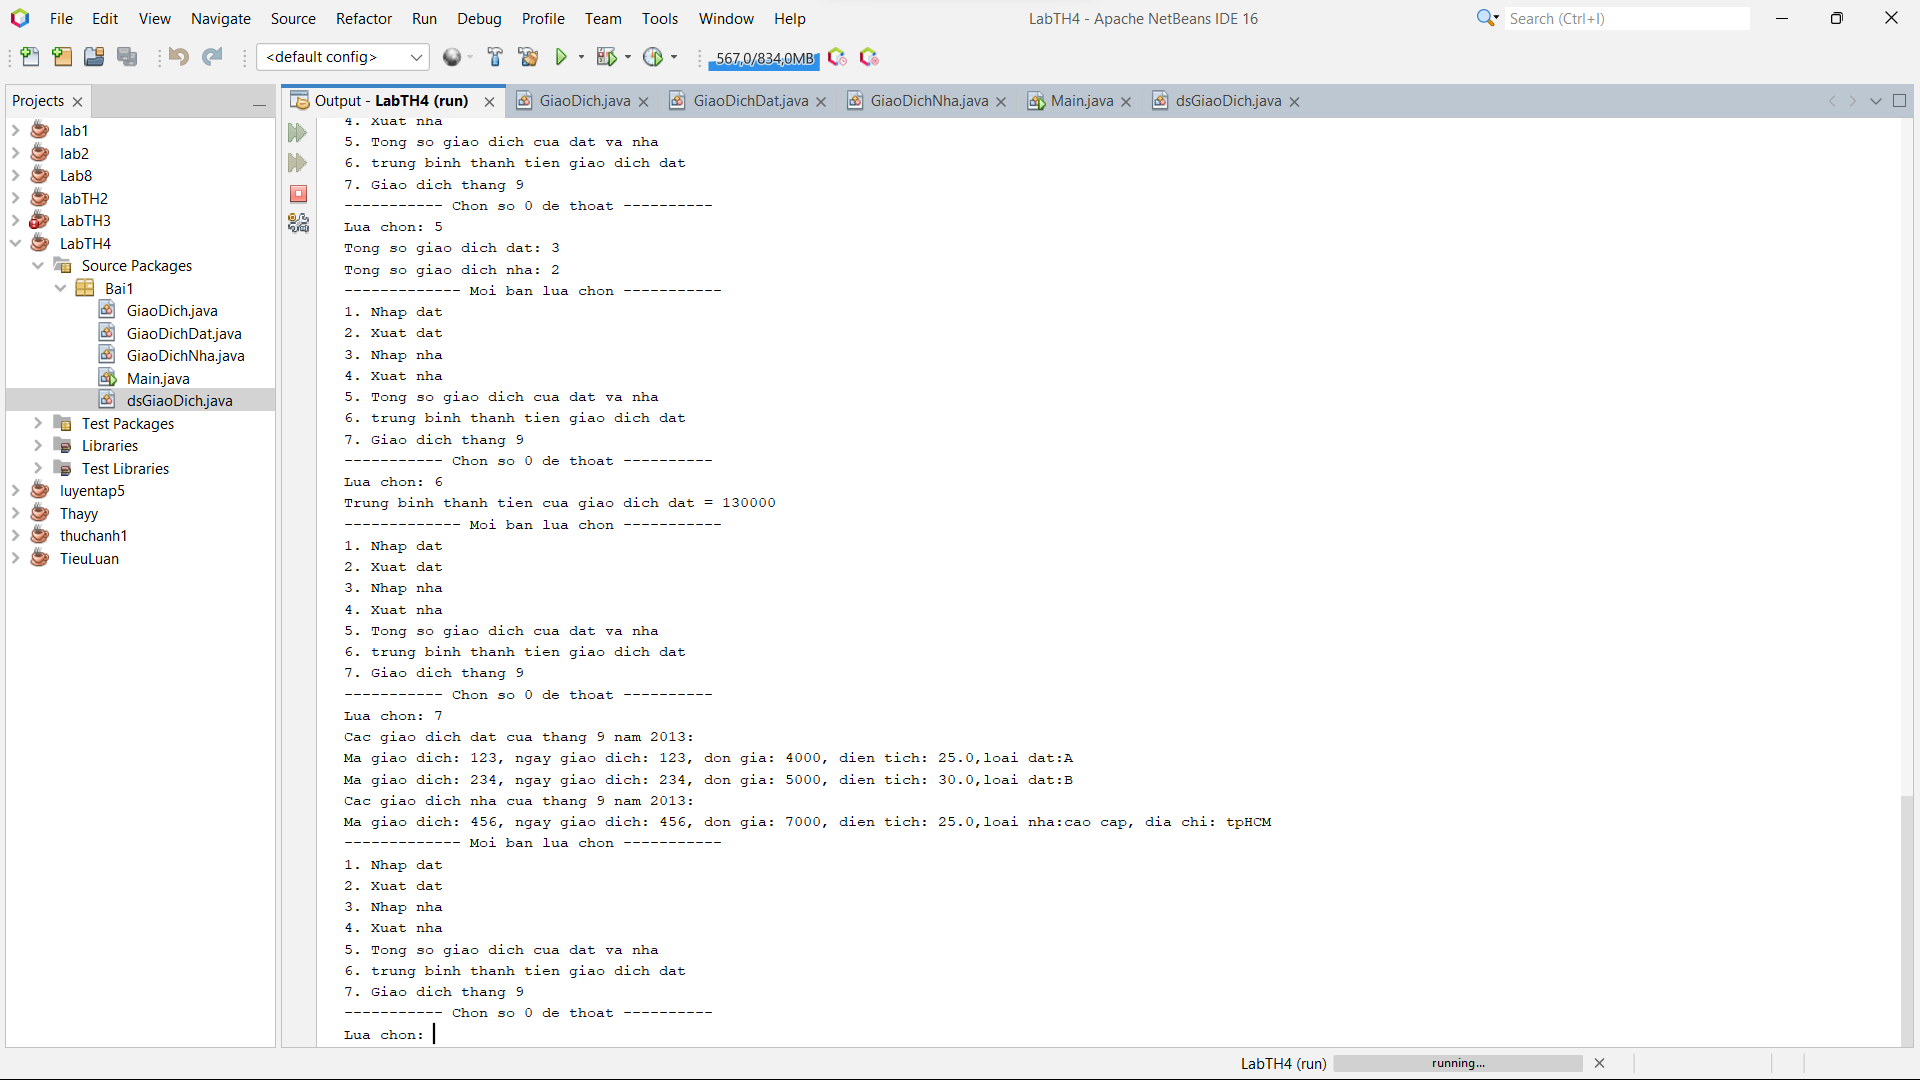 File Edit View Navigate Source Refactor Run Debug Profile Team Tools Window Help
LabTH4 - Apache NetBeans IDE 16
Search (Ctrl+I)
<default config>
567,0/834,0MB
Projects
Output - LabTH4 (run)
GiaoDich.java
GiaoDichDat.java
GiaoDichNha.java
Main.java
dsGiaoDich.java
lab1
lab2
Lab8
labTH2
LabTH3
LabTH4
Source Packages
Bai1
GiaoDich.java
GiaoDichDat.java
GiaoDichNha.java
Main.java
dsGiaoDich.java
Test Packages
Libraries
Test Libraries
luyentap5
Thayy
thuchanh1
TieuLuan
4. Xuat nha
5. Tong so giao dich cua dat va nha
6. trung binh thanh tien giao dich dat
7. Giao dich thang 9
----------- Chon so 0 de thoat ----------
Lua chon: 5
Tong so giao dich dat: 3
Tong so giao dich nha: 2
------------- Moi ban lua chon -----------
1. Nhap dat
2. Xuat dat
3. Nhap nha
4. Xuat nha
5. Tong so giao dich cua dat va nha
6. trung binh thanh tien giao dich dat
7. Giao dich thang 9
----------- Chon so 0 de thoat ----------
Lua chon: 6
Trung binh thanh tien cua giao dich dat = 130000
------------- Moi ban lua chon -----------
1. Nhap dat
2. Xuat dat
3. Nhap nha
4. Xuat nha
5. Tong so giao dich cua dat va nha
6. trung binh thanh tien giao dich dat
7. Giao dich thang 9
----------- Chon so 0 de thoat ----------
Lua chon: 7
Cac giao dich dat cua thang 9 nam 2013:
Ma giao dich: 123, ngay giao dich: 123, don gia: 4000, dien tich: 25.0,loai dat:A
Ma giao dich: 234, ngay giao dich: 234, don gia: 5000, dien tich: 30.0,loai dat:B
Cac giao dich nha cua thang 9 nam 2013:
Ma giao dich: 456, ngay giao dich: 456, don gia: 7000, dien tich: 25.0,loai nha:cao cap, dia chi: tpHCM
------------- Moi ban lua chon -----------
1. Nhap dat
2. Xuat dat
3. Nhap nha
4. Xuat nha
5. Tong so giao dich cua dat va nha
6. trung binh thanh tien giao dich dat
7. Giao dich thang 9
----------- Chon so 0 de thoat ----------
Lua chon:
LabTH4 (run)
running...